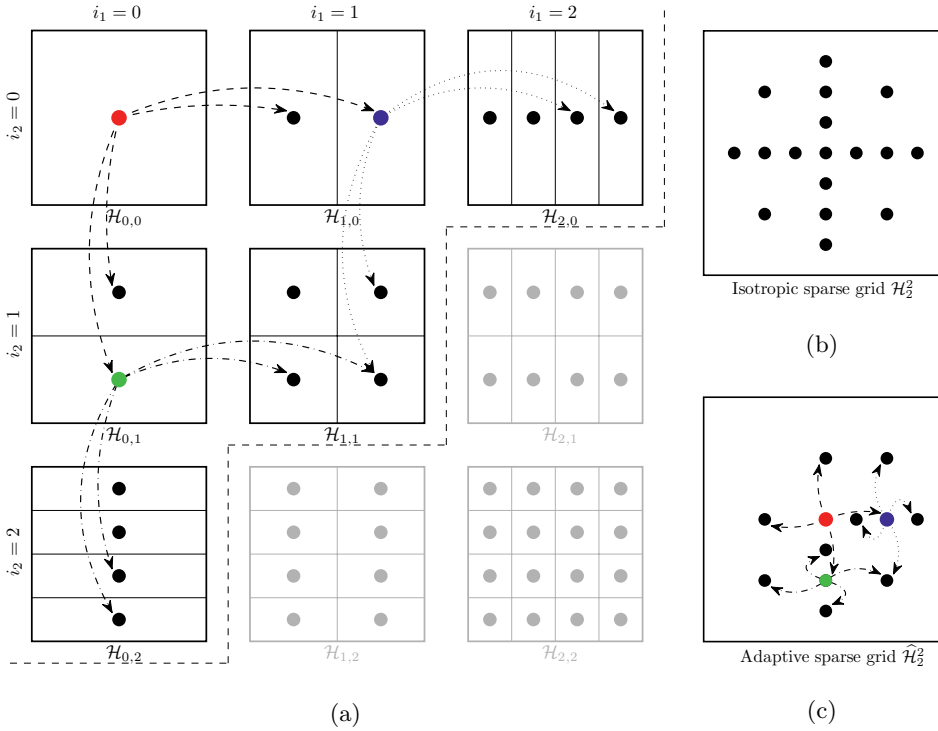 i₁ = 0
i₁ = 1
i₁ = 2
i₂ = 0
ℋ₀,₀
ℋ₁,₀
ℋ₂,₀
i₂ = 1
ℋ₀,₁
ℋ₁,₁
ℋ₂,₁
i₂ = 2
ℋ₀,₂
ℋ₁,₂
ℋ₂,₂
(a)
Isotropic sparse grid ℋ₂²
(b)
Adaptive sparse grid ℋ̂₂²
(c)